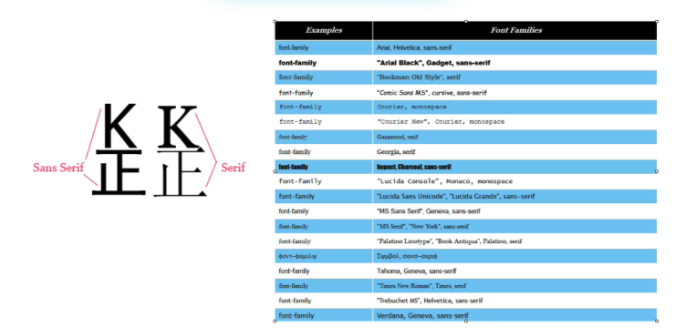 K K
正 正
Sans Serif Serif
Examples Font Families
font-family Arial, Helvetica, sans-serif
font-family "Arial Black", Gadget, sans-serif
font-family "Bookman Old Style", serif
font-family "Comic Sans MS", cursive, sans-serif
font-family Courier, monospace
font-family "Courier New", Courier, monospace
font-family Garamond, serif
font-family Georgia, serif
font-family Impact, Charcoal, sans-serif
font-family "Lucida Console", Monaco, monospace
font-family "Lucida Sans Unicode", "Lucida Grande", sans-serif
font-family "MS Sans Serif", Geneva, sans-serif
font-family "MS Serif", "New York", sans-serif
font-family "Palatino Linotype", "Book Antiqua", Palatino, serif
φοντ-φαμιλψ Σψμβολ, σανσ-σεριφ
font-family Tahoma, Geneva, sans-serif
font-family "Times New Roman", Times, serif
font-family "Trebuchet MS", Helvetica, sans-serif
font-family Verdana, Geneva, sans-serif